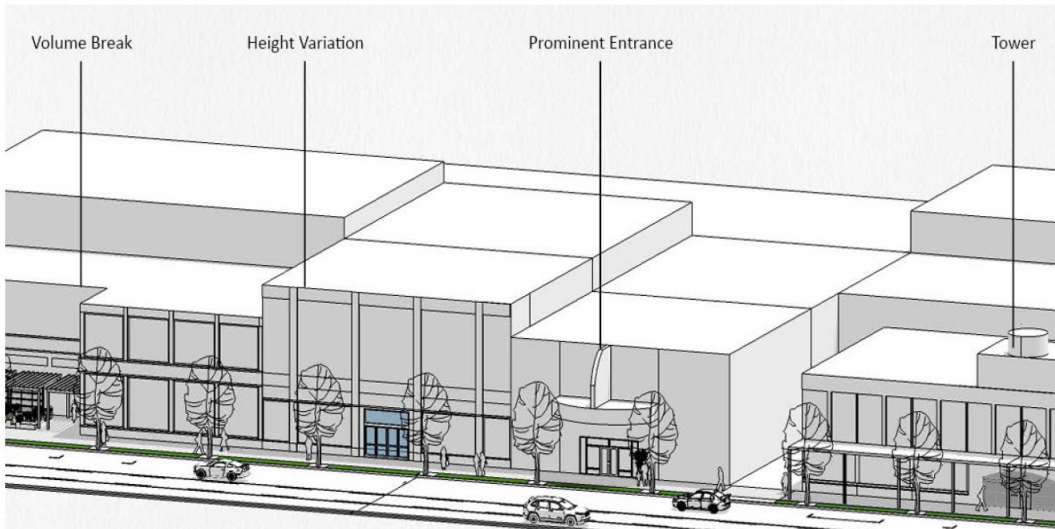 Volume Break
Height Variation
Prominent Entrance
Tower